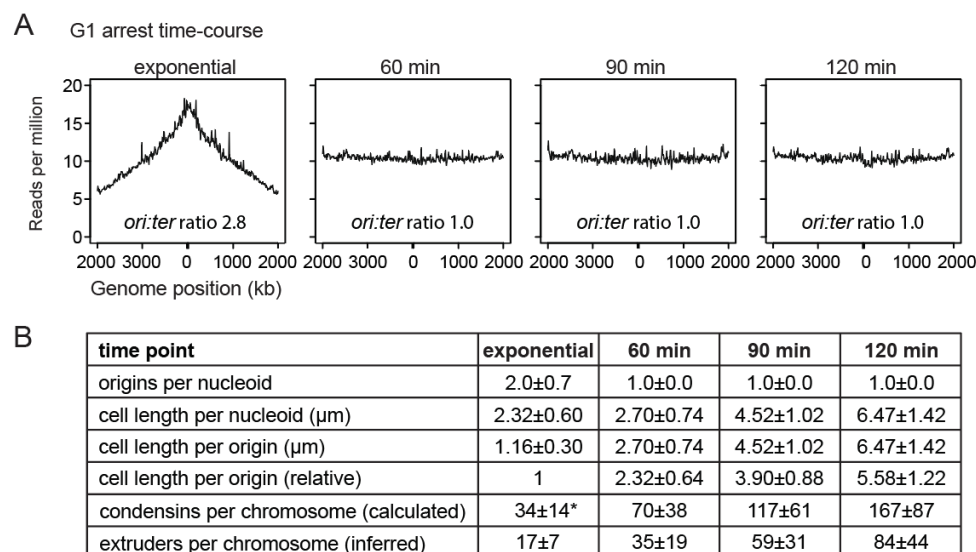 A
G1 arrest time-course
exponential 60 min 90 min 120 min
Reads per million
20
15
10
5
0
ori:ter ratio 2.8 ori:ter ratio 1.0 ori:ter ratio 1.0 ori:ter ratio 1.0
2000 3000 0 1000 2000 2000 3000 0 1000 2000 2000 3000 0 1000 2000 2000 3000 0 1000 2000
Genome position (kb)
B
time point exponential 60 min 90 min 120 min
origins per nucleoid 2.0±0.7 1.0±0.0 1.0±0.0 1.0±0.0
cell length per nucleoid (µm) 2.32±0.60 2.70±0.74 4.52±1.02 6.47±1.42
cell length per origin (µm) 1.16±0.30 2.70±0.74 4.52±1.02 6.47±1.42
cell length per origin (relative) 1 2.32±0.64 3.90±0.88 5.58±1.22
condensins per chromosome (calculated) 34±14* 70±38 117±61 167±87
extruders per chromosome (inferred) 17±7 35±19 59±31 84±44